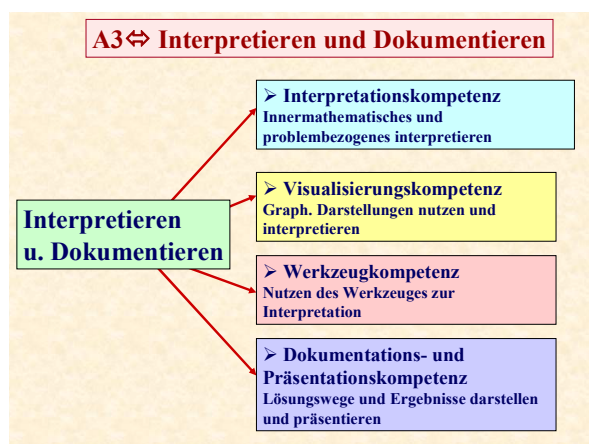 A3⇔ Interpretieren und Dokumentieren
➢ Interpretationskompetenz
Innermathematisches und
problembezogenes interpretieren
➢ Visualisierungskompetenz
Graph. Darstellungen nutzen und
interpretieren
Interpretieren
u. Dokumentieren
➢ Werkzeugkompetenz
Nutzen des Werkzeuges zur
Interpretation
➢ Dokumentations- und
Präsentationskompetenz
Lösungswege und Ergebnisse darstellen
und präsentieren